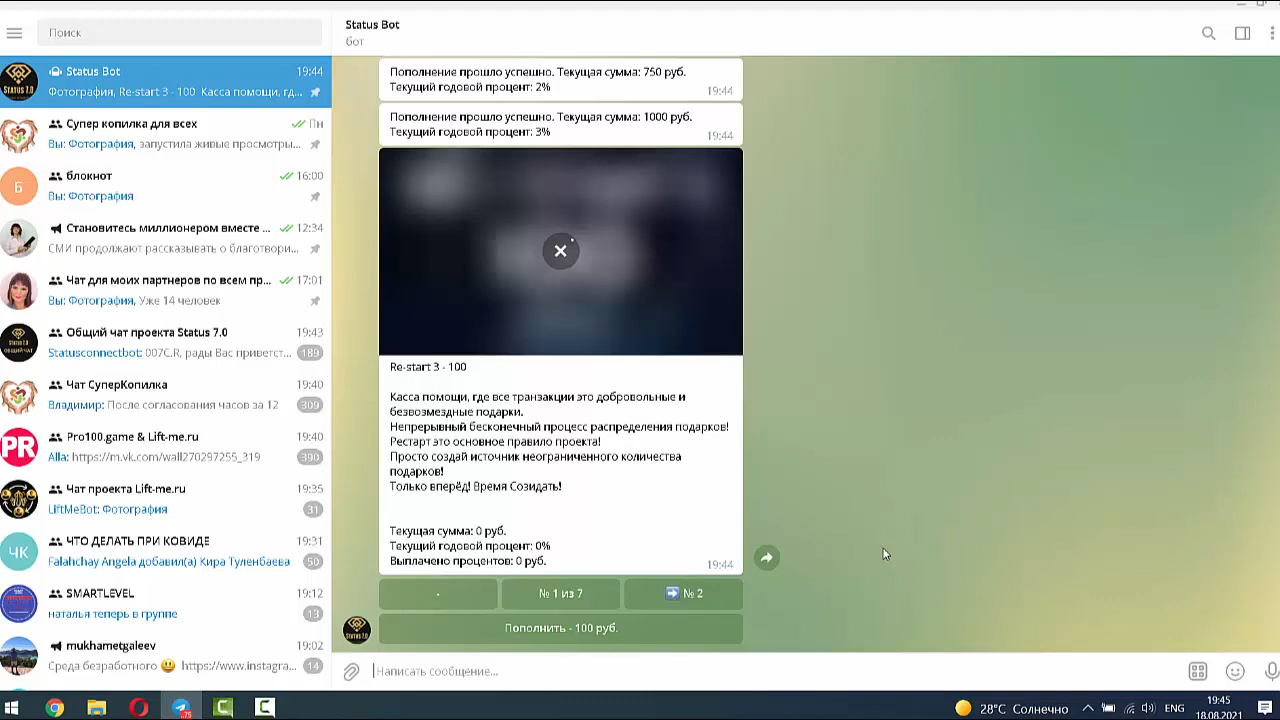 Поиск
Status Bot
бот
Status Bot 19:44
Фотография, Re-start 3 - 100 Касса помощи, гд...
Супер копилка для всех Пн
Вы: Фотография, запустила живые просмотры...
Б
блокнот 16:00
Вы: Фотография
Становитесь миллионером вместе ... 12:34
СМИ продолжают рассказывать о благотвори...
Чат для моих партнеров по всем пр... 17:01
Вы: Фотография, Уже 14 человек
Общий чат проекта Status 7.0 19:43
Statusconnectbot: 007C.R, рады Вас приветст... 189
Чат СуперКопилка 19:40
Владимир: После согласования часов за 12 309
PR
Pro100.game & Lift-me.ru 19:40
Alla: https://m.vk.com/wall270297255_319 390
Чат проекта Lift-me.ru 19:35
LiftMeBot: Фотография 31
ЧК
ЧТО ДЕЛАТЬ ПРИ КОВИДЕ 19:31
Falahchay Angela добавил(а) Кира Туленбаева 50
SMARTLEVEL 19:12
наталья теперь в группе 13
mukhametgaleev 19:02
Среда безработного 😃 https://www.instagra... 14
Пополнение прошло успешно. Текущая сумма: 750 руб.
Текущий годовой процент: 2% 19:44
Пополнение прошло успешно. Текущая сумма: 1000 руб.
Текущий годовой процент: 3% 19:44
Re-start 3 - 100
Касса помощи, где все транзакции это добровольные и
безвозмездные подарки.
Непрерывный бесконечный процесс распределения подарков!
Рестарт это основное правило проекта!
Просто создай источник неограниченного количества
подарков!
Только вперёд! Время Созидать!
Текущая сумма: 0 руб.
Текущий годовой процент: 0%
Выплачено процентов: 0 руб. 19:44
- № 1 из 7 ➡ № 2
Пополнить - 100 руб.
STATUS 7.0
Написать сообщение...
75
28°C Солнечно ENG 19:45
18.08.2021